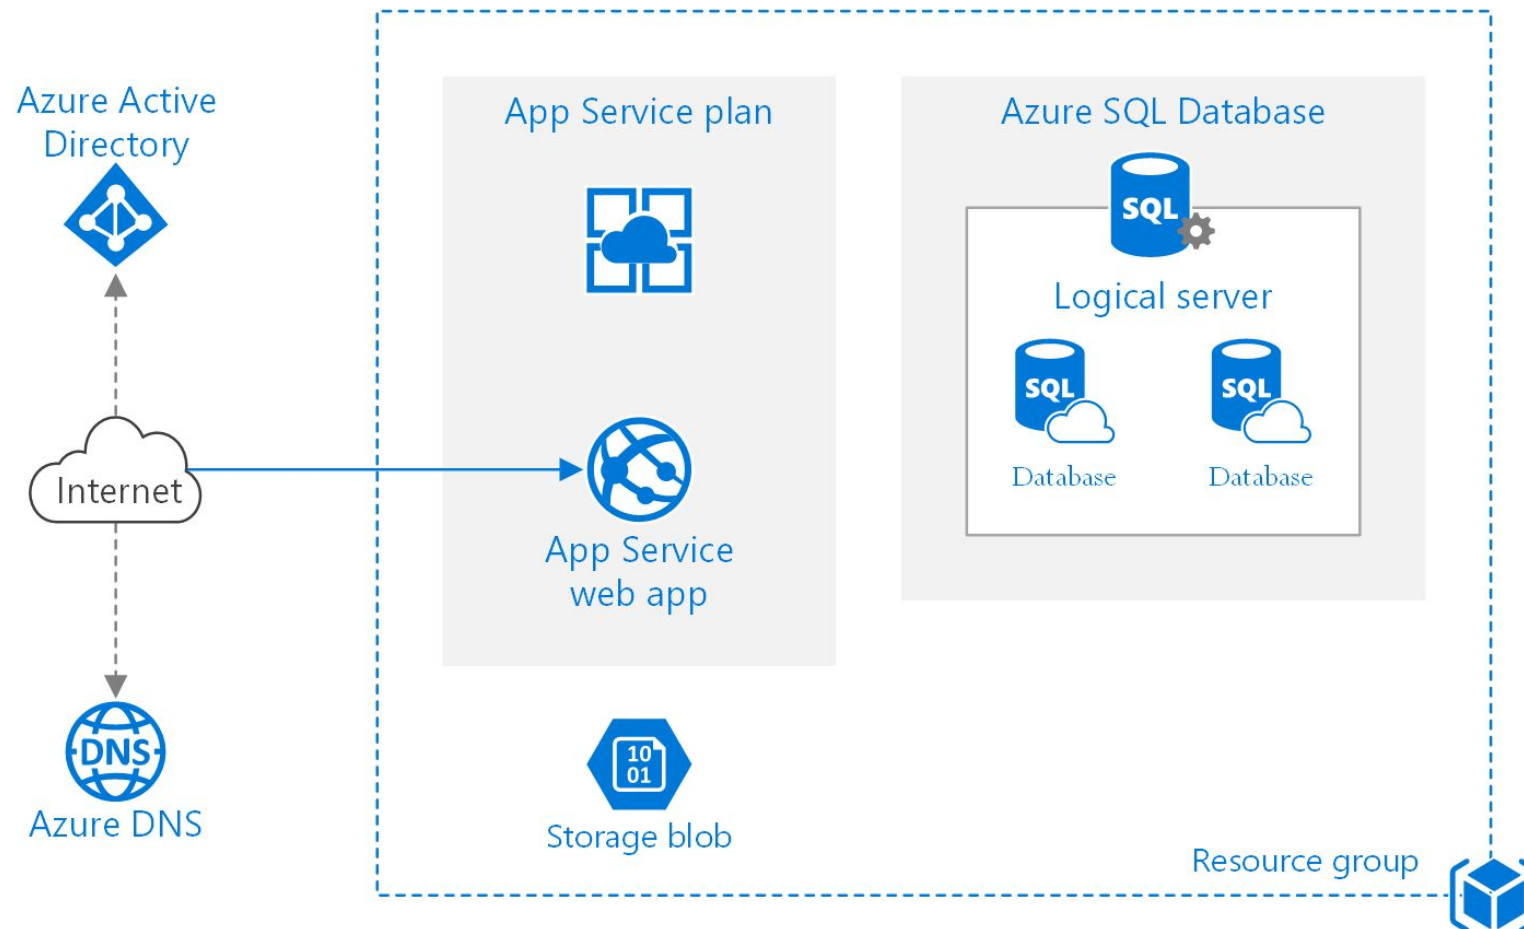 Azure Active
Directory
Internet
DNS
Azure DNS
App Service plan
App Service
web app
10
01
Storage blob
Azure SQL Database
SQL
Logical server
SQL
SQL
Database
Database
Resource group